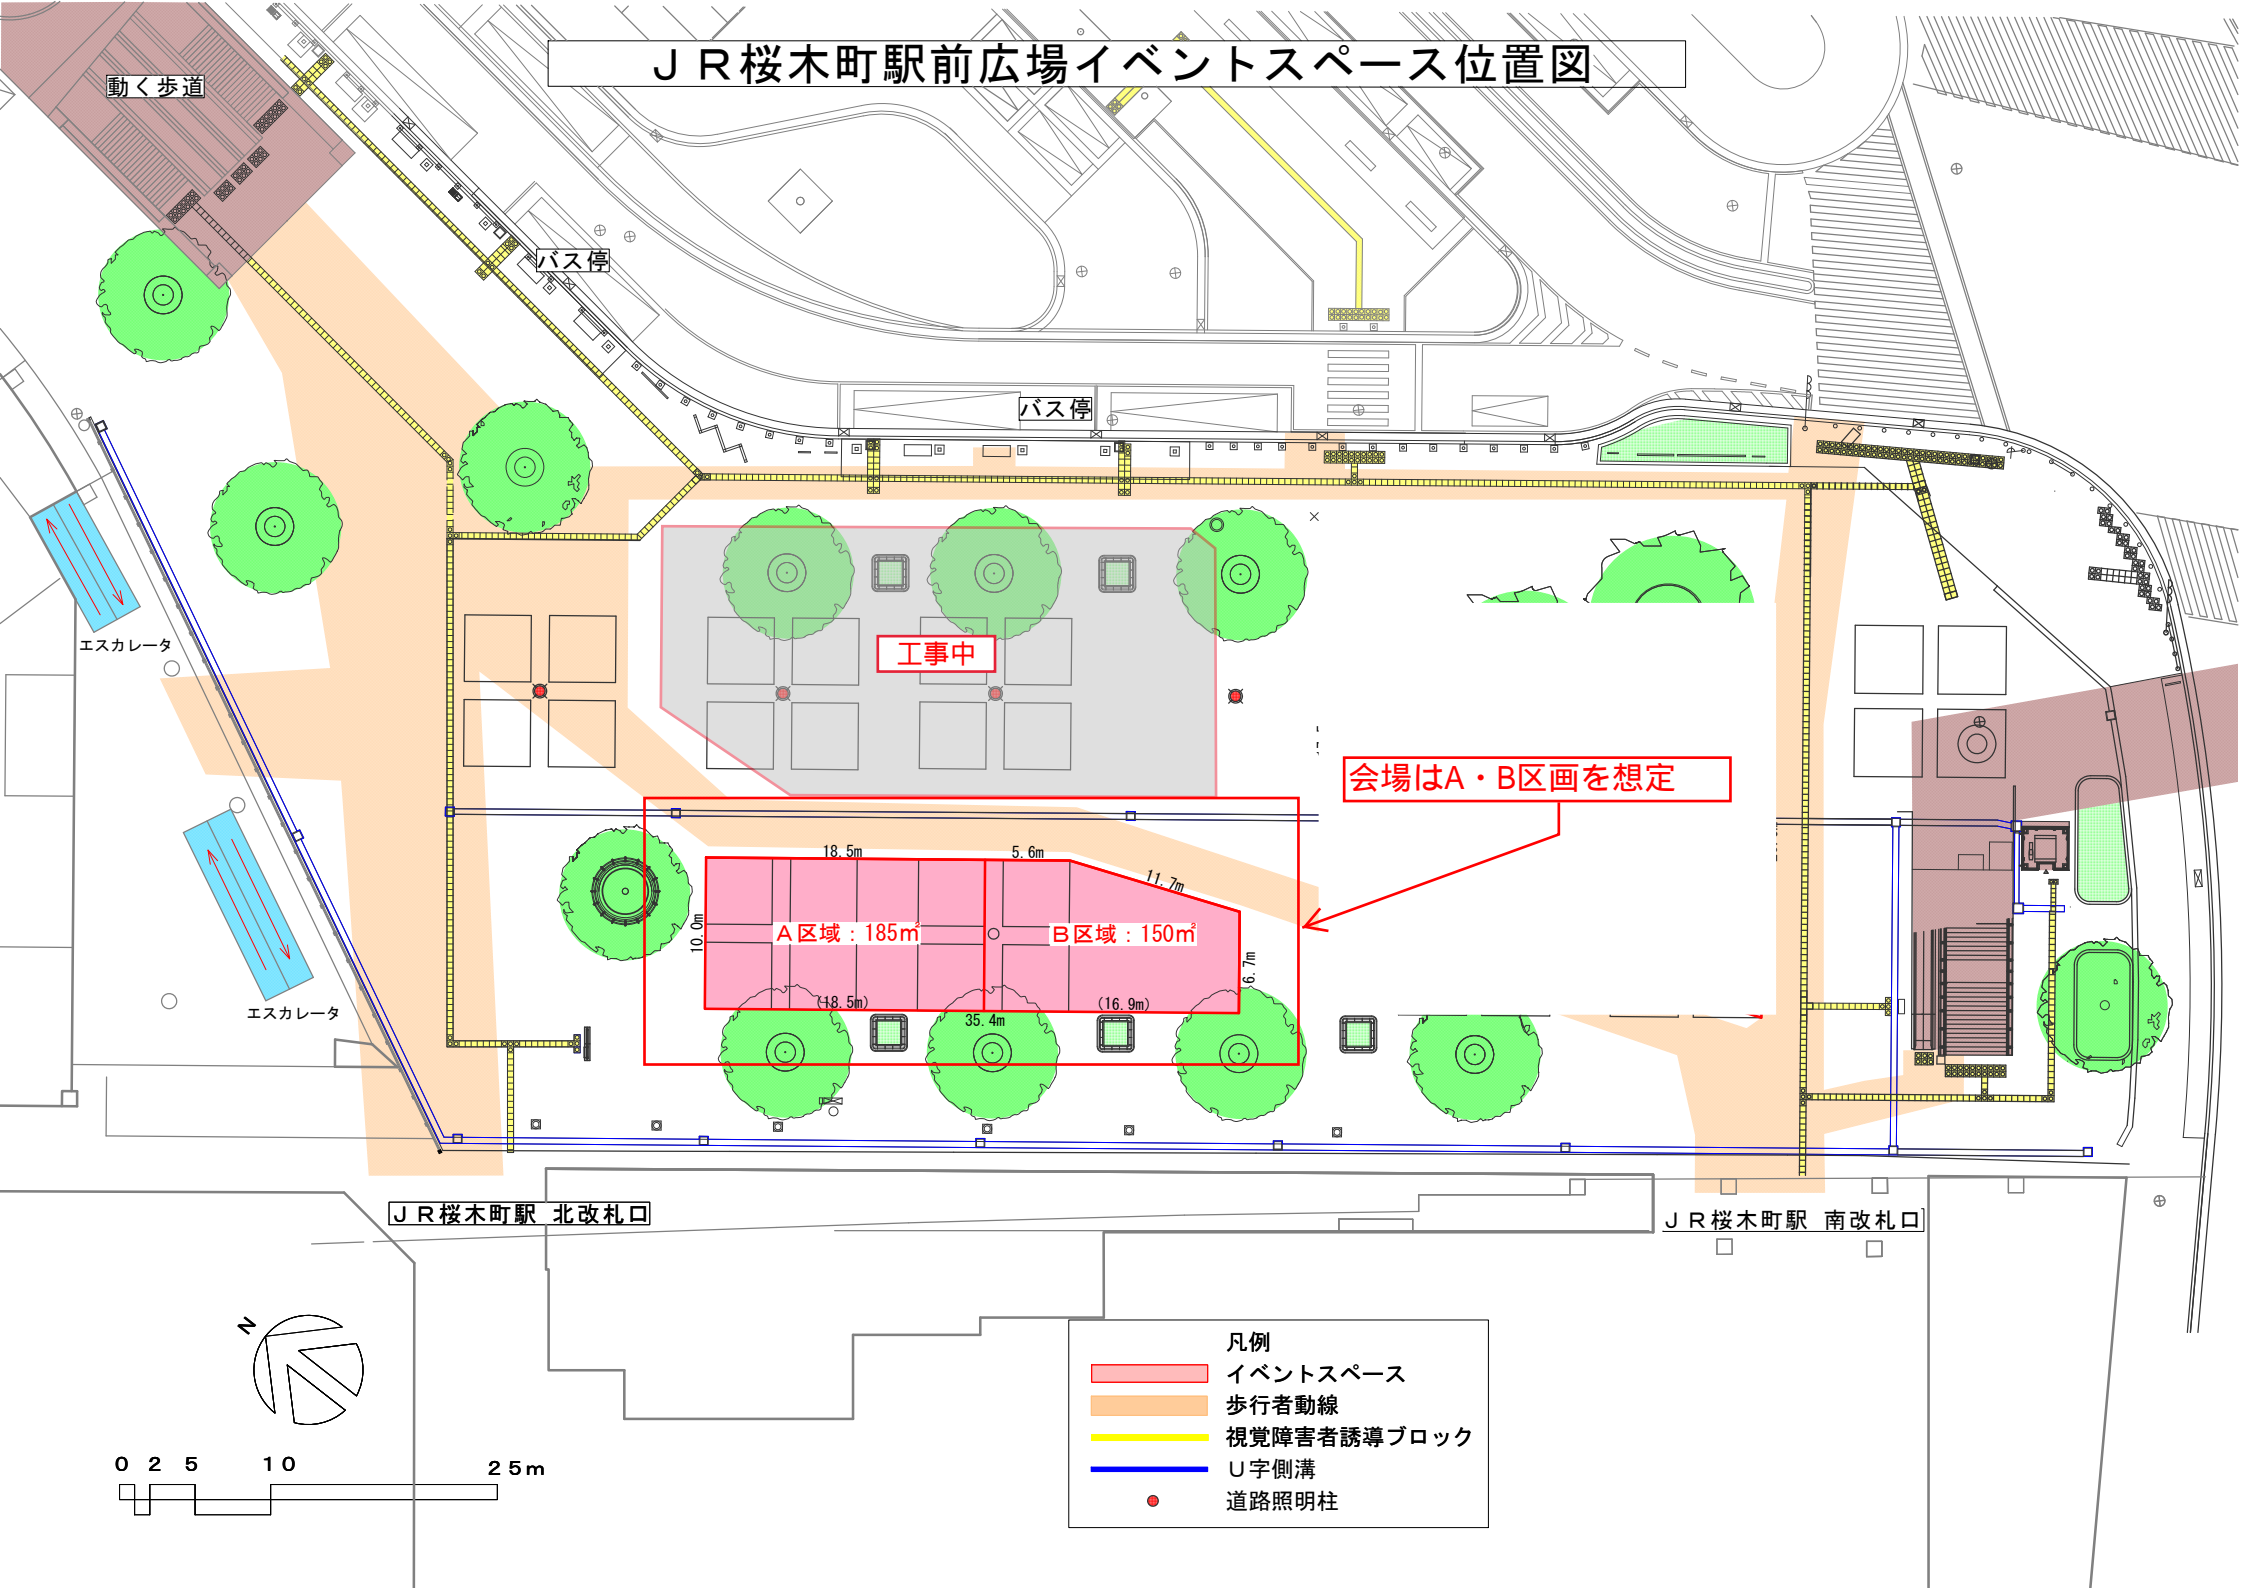 ＪＲ桜木町駅前広場イベントスペース位置図
動く歩道
バス停
バス停
エスカレータ
工事中
会場はA・B区画を想定
18.5m
5.6m
11.7m
10.0m
A区域：185㎡
B区域：150㎡
6.7m
(18.5m)
(16.9m)
35.4m
エスカレータ
ＪＲ桜木町駅 北改札口
ＪＲ桜木町駅 南改札口
N
0 2 5 10 25m
凡例
イベントスペース
歩行者動線
視覚障害者誘導ブロック
U字側溝
道路照明柱